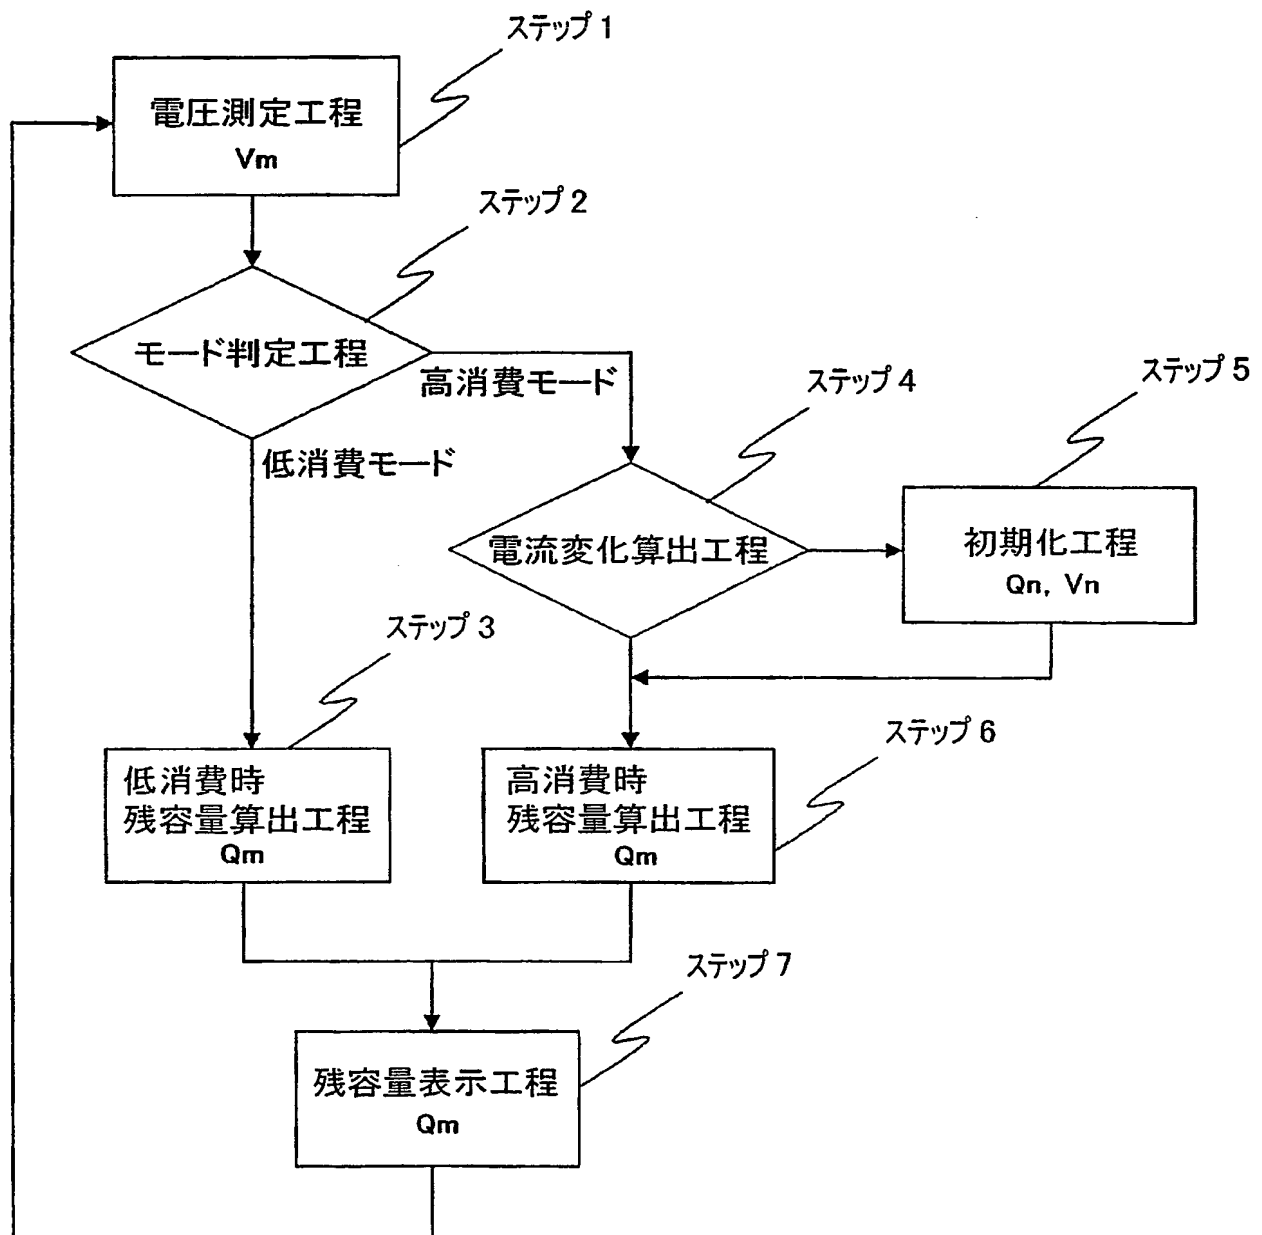 ステップ 1
電圧測定工程
Vm
ステップ 2
モード判定工程
高消費モード
低消費モード
ステップ 4
ステップ 5
電流変化算出工程
初期化工程
Qn, Vn
ステップ 3
低消費時
残容量算出工程
Qm
ステップ 6
高消費時
残容量算出工程
Qm
ステップ 7
残容量表示工程
Qm